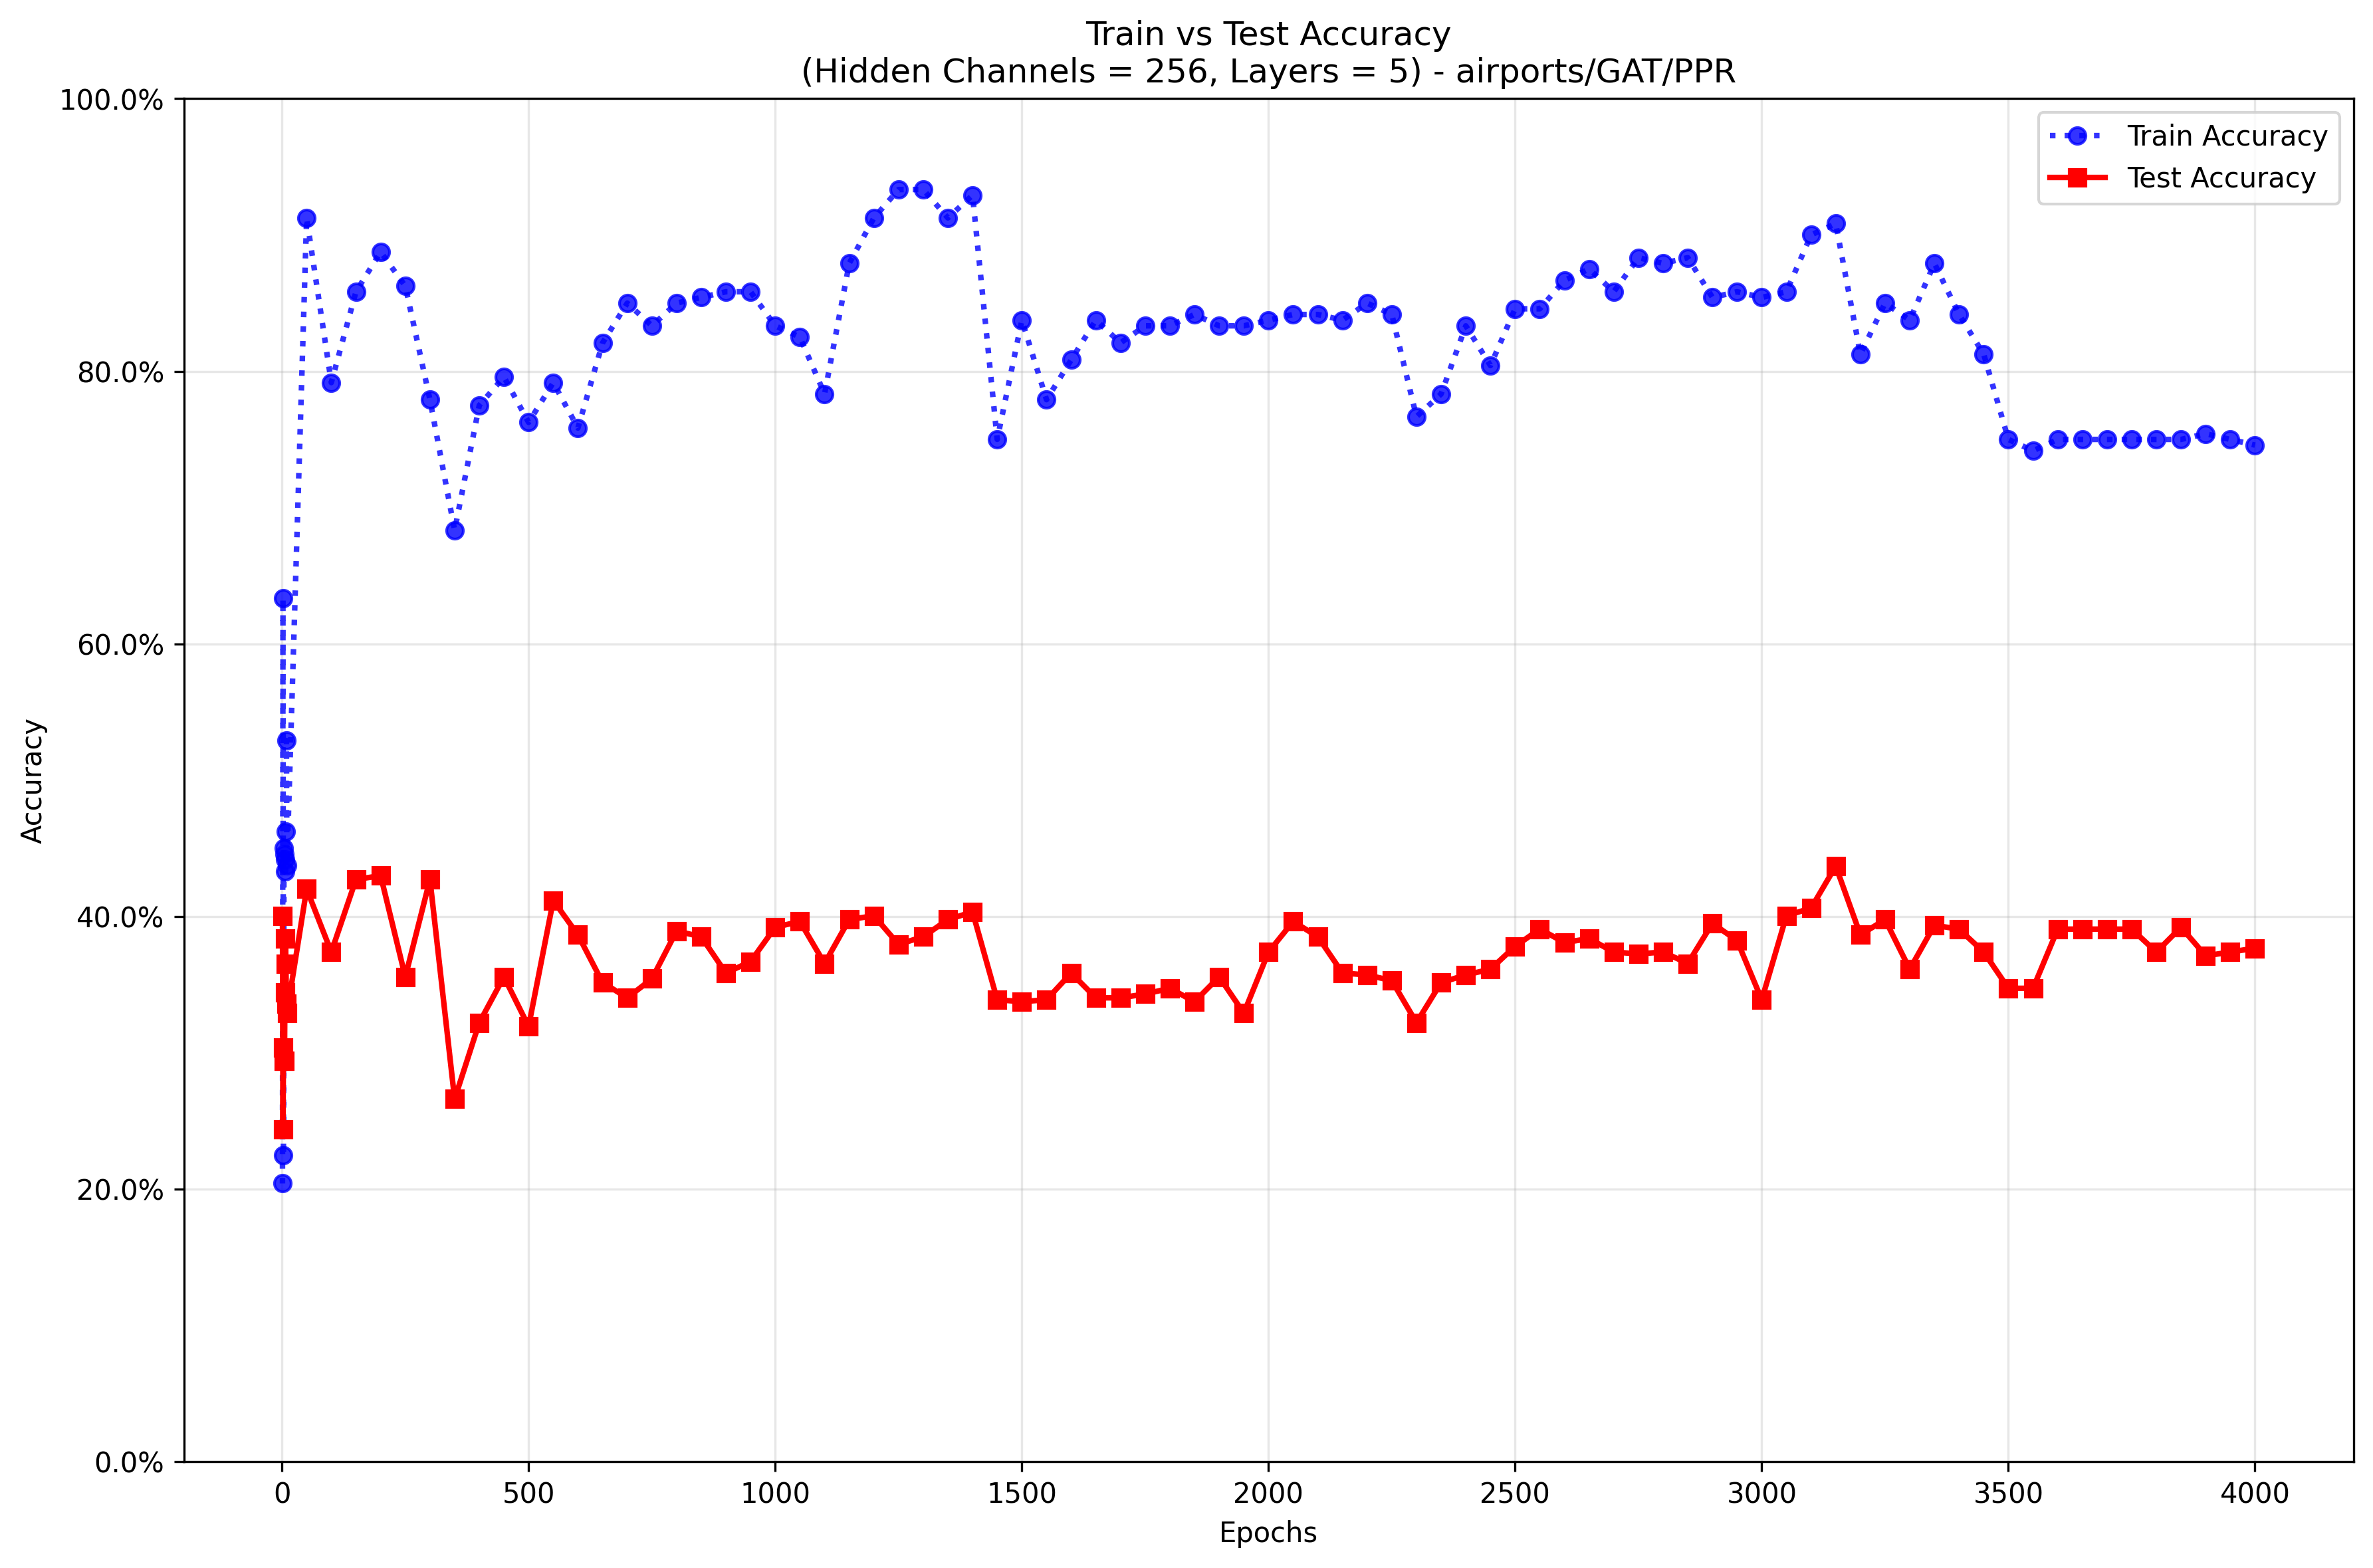 Train vs Test Accuracy
(Hidden Channels = 256, Layers = 5) - airports/GAT/PPR
100.0%
80.0%
60.0%
40.0%
20.0%
0.0%
Accuracy
Train Accuracy
Test Accuracy
0 500 1000 1500 2000 2500 3000 3500 4000
Epochs